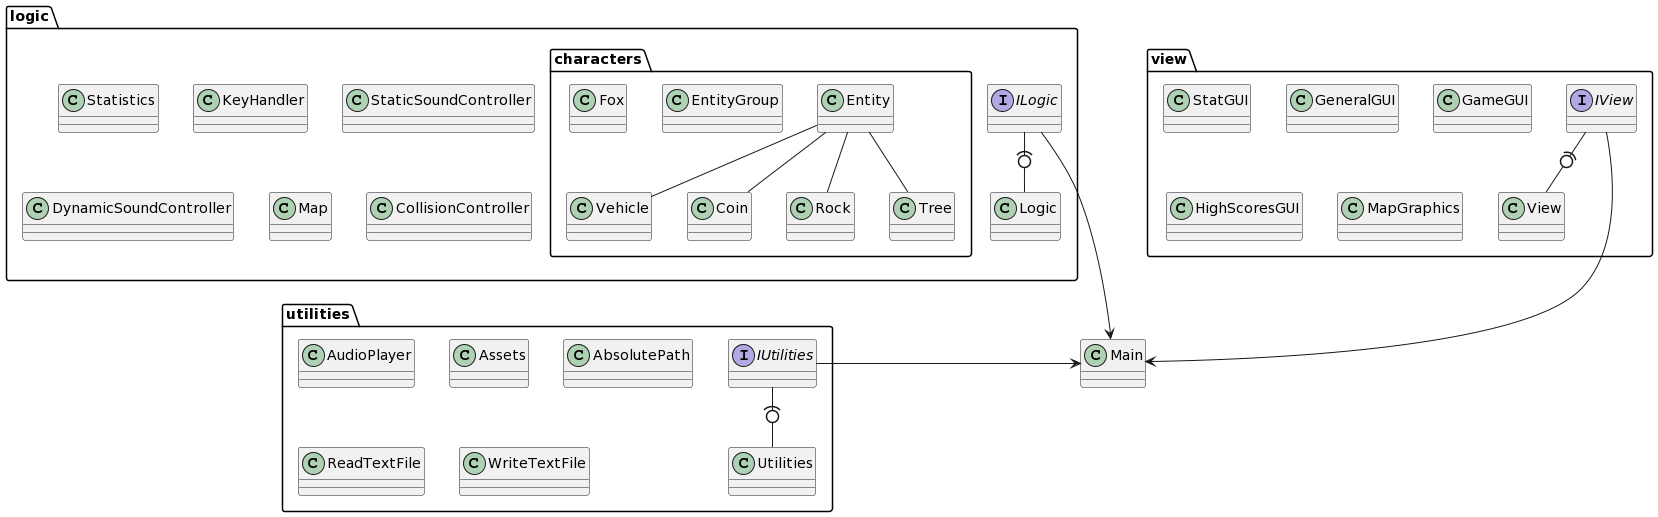 logic
characters
view
C Fox
C EntityGroup
C Entity
I ILogic
C Statistics
C KeyHandler
C StaticSoundController
C StatGUI
C GeneralGUI
C GameGUI
I IView
C DynamicSoundController
C Map
C CollisionController
C Vehicle
C Coin
C Rock
C Tree
C Logic
C HighScoresGUI
C MapGraphics
C View
utilities
C AudioPlayer
C Assets
C AbsolutePath
I IUtilities
C Main
C ReadTextFile
C WriteTextFile
C Utilities